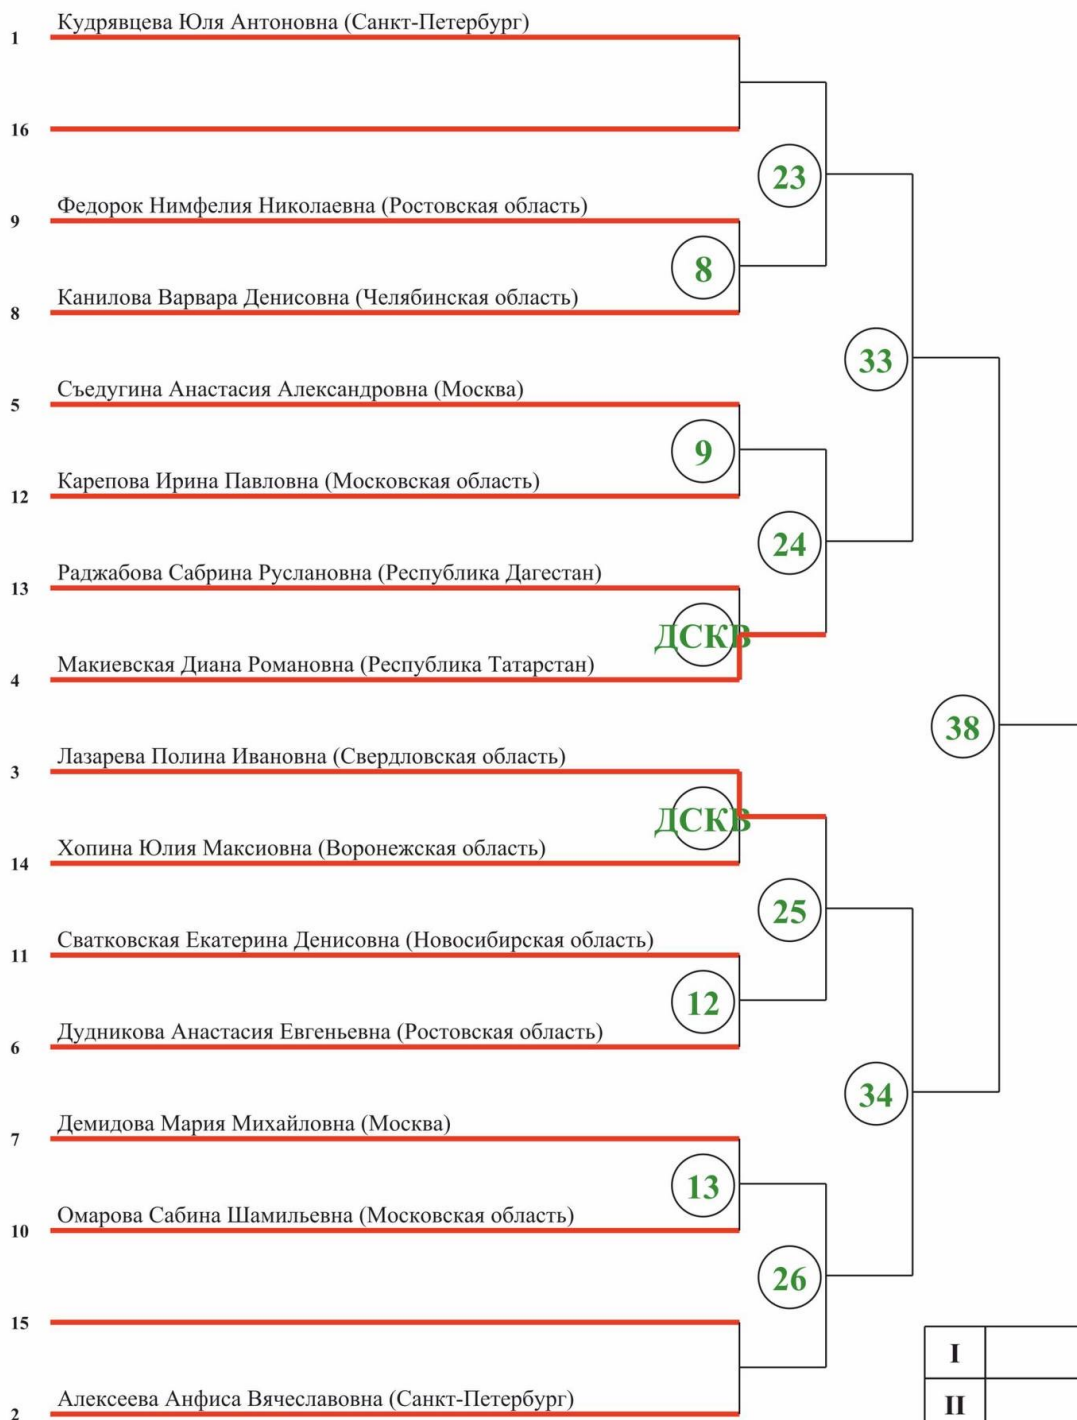 Кудрявцева Юля Антоновна (Санкт-Петербург)
1
16
23
Федорок Нимфелия Николаевна (Ростовская область)
9
8
Канилова Варвара Денисовна (Челябинская область)
8
33
Съедугина Анастасия Александровна (Москва)
5
9
Карепова Ирина Павловна (Московская область)
12
24
Раджабова Сабрина Руслановна (Республика Дагестан)
13
ДСКВ
Макиевская Диана Романовна (Республика Татарстан)
4
38
Лазарева Полина Ивановна (Свердловская область)
3
ДСКВ
Хопина Юлия Максиовна (Воронежская область)
14
25
Сватковская Екатерина Денисовна (Новосибирская область)
11
12
Дудникова Анастасия Евгеньевна (Ростовская область)
6
34
Демидова Мария Михайловна (Москва)
7
13
Омарова Сабина Шамильевна (Московская область)
10
26
15
I
Алексеева Анфиса Вячеславовна (Санкт-Петербург)
2
II